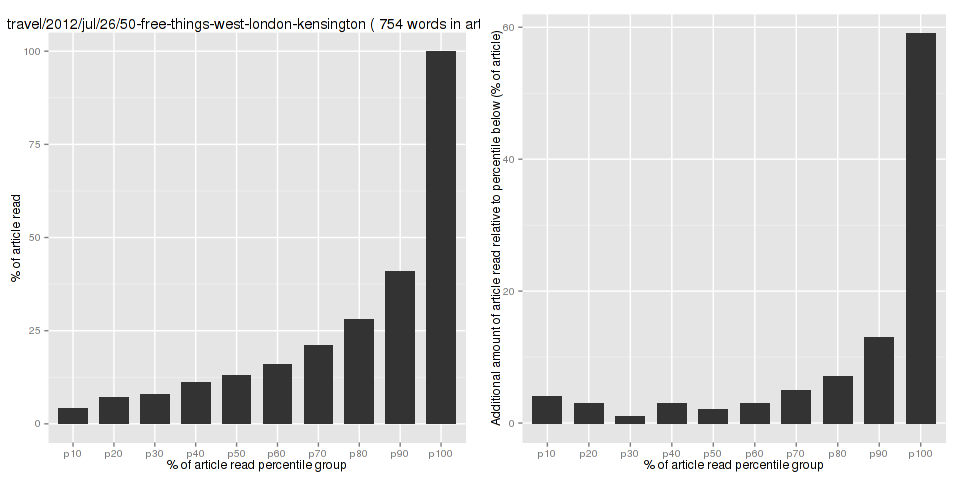 travel/2012/jul/26/50-free-things-west-london-kensington ( 754 words in art
100
75
50
25
0
% of article read
p10 p20 p30 p40 p50 p60 p70 p80 p90 p100
% of article read percentile group
60
40
20
0
Additional amount of article read relative to percentile below (% of article)
p10 p20 p30 p40 p50 p60 p70 p80 p90 p100
% of article read percentile group